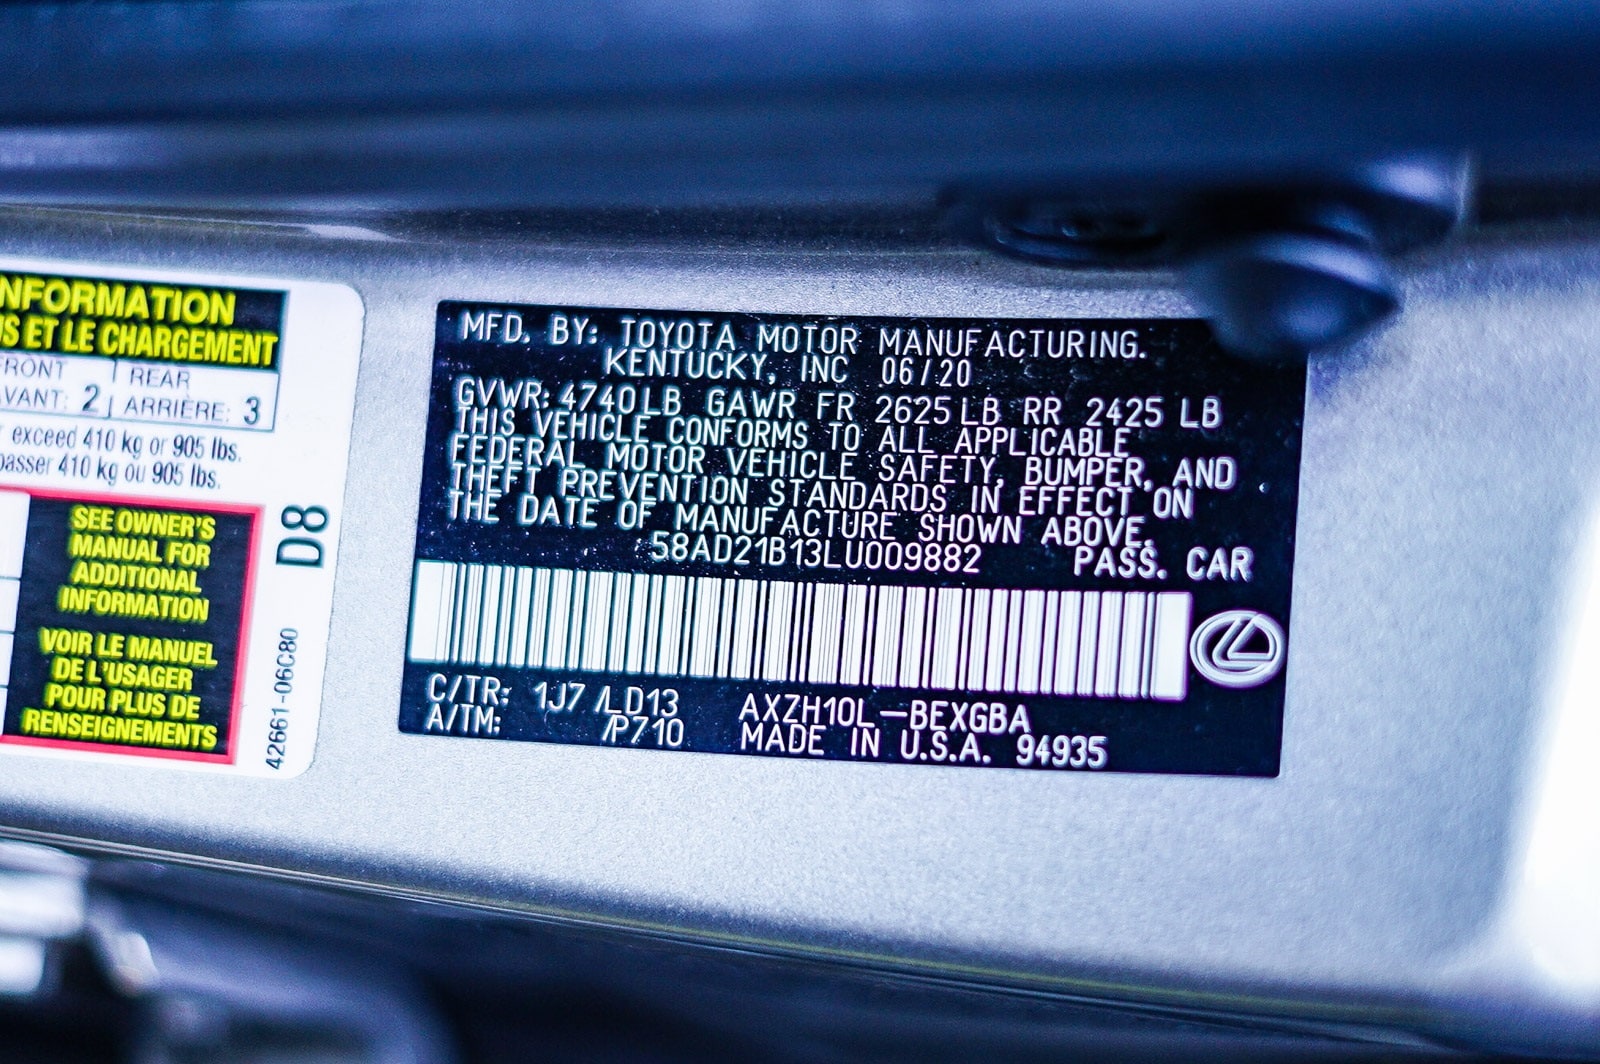 NFORMATION
IS ET LE CHARGEMENT
FRONT REAR
AVANT: 2 ARRIÈRE: 3
exceed 410 kg or 905 lbs.
passer 410 kg ou 905 lbs.
SEE OWNER'S
MANUAL FOR
ADDITIONAL
INFORMATION
VOIR LE MANUEL
DE L'USAGER
POUR PLUS DE
RENSEIGNEMENTS
D8
42661-06C80
MFD. BY: TOYOTA MOTOR MANUFACTURING.
KENTUCKY, INC 06/20
GVWR: 4740LB GAWR FR 2625 LB RR 2425 LB
THIS VEHICLE CONFORMS TO ALL APPLICABLE
FEDERAL MOTOR VEHICLE SAFETY, BUMPER, AND
THEFT PREVENTION STANDARDS IN EFFECT ON
THE DATE OF MANUFACTURE SHOWN ABOVE.
58AD21B13LU009882 PASS. CAR
C/TR: 1J7 /LD13 AXZH10L-BEXGBA
A/TM: /P710 MADE IN U.S.A. 94935